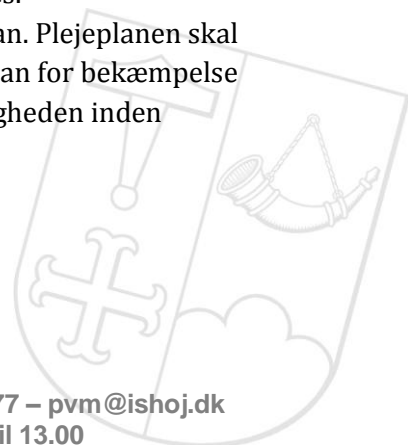 an. Plejeplanen skal
an for bekæmpelse
gheden inden
77 – pvm@ishoj.dk
il 13.00